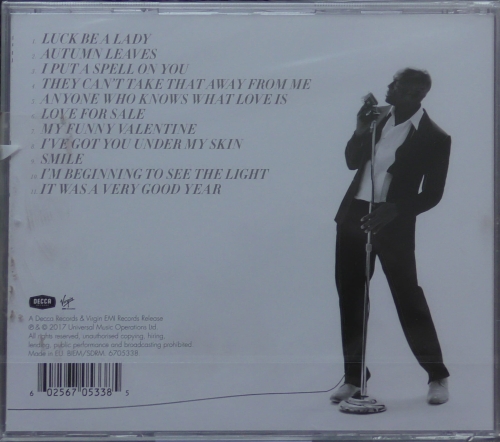 1. LUCK BE A LADY
2. AUTUMN LEAVES
3. I PUT A SPELL ON YOU
4. THEY CAN'T TAKE THAT AWAY FROM ME
5. ANYONE WHO KNOWS WHAT LOVE IS
6. LOVE FOR SALE
7. MY FUNNY VALENTINE
8. I'VE GOT YOU UNDER MY SKIN
9. SMILE
10. I'M BEGINNING TO SEE THE LIGHT
11. IT WAS A VERY GOOD YEAR
DECCA
Virgin
A Decca Records & Virgin EMI Records Release
℗ & © 2017 Universal Music Operations Ltd.
All rights reserved, unauthorised copying, hiring,
lending, public performance and broadcasting prohibited.
Made in EU BIEM/SDRM 6705338
6 02567 05338 5